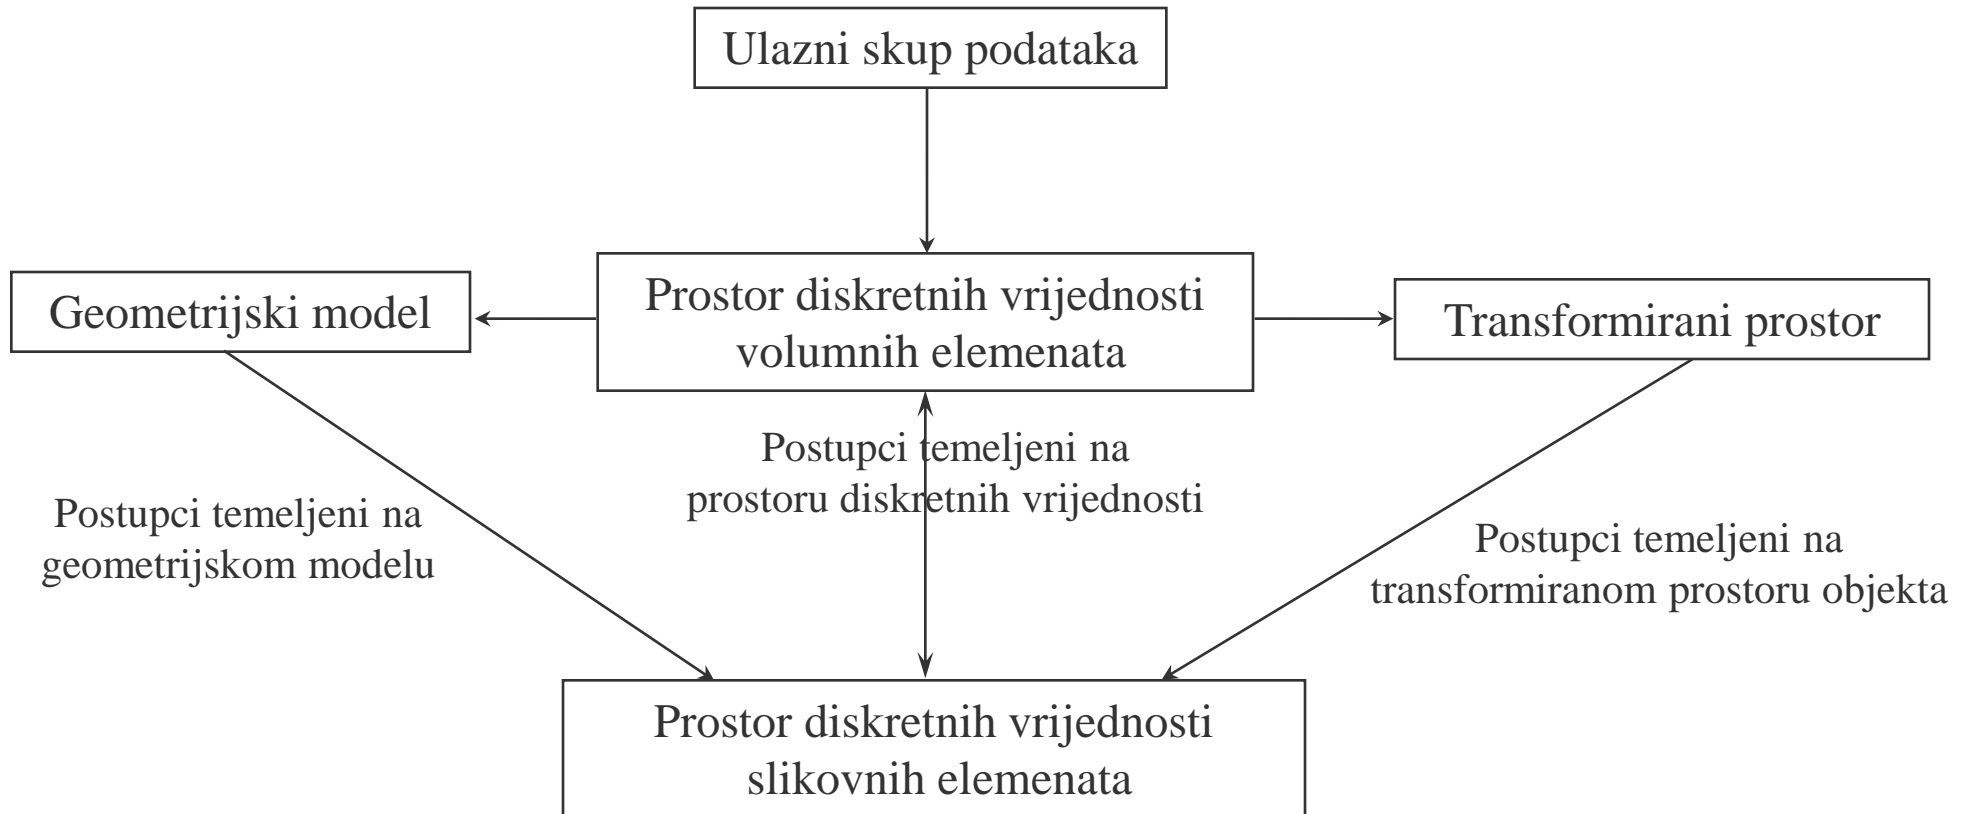 Ulazni skup podataka
Geometrijski model
Prostor diskretnih vrijednosti
volumnih elemenata
Transformirani prostor
Postupci temeljeni na
geometrijskom modelu
Postupci temeljeni na
prostoru diskretnih vrijednosti
Postupci temeljeni na
transformiranom prostoru objekta
Prostor diskretnih vrijednosti
slikovnih elemenata